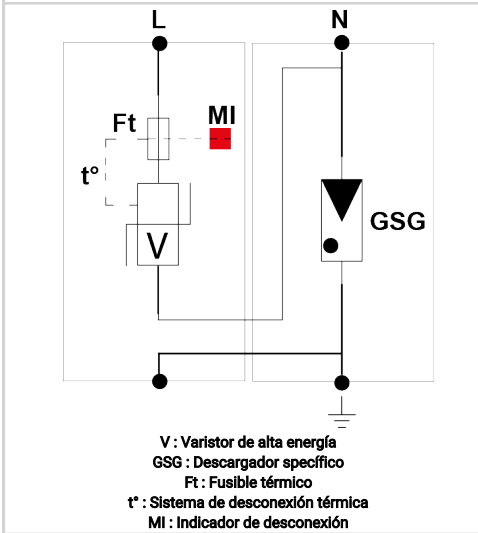 L
N
Ft
MI
t°
V
GSG
V : Varistor de alta energía
GSG : Descargador específico
Ft : Fusible térmico
t° : Sistema de desconexión térmica
MI : Indicador de desconexión